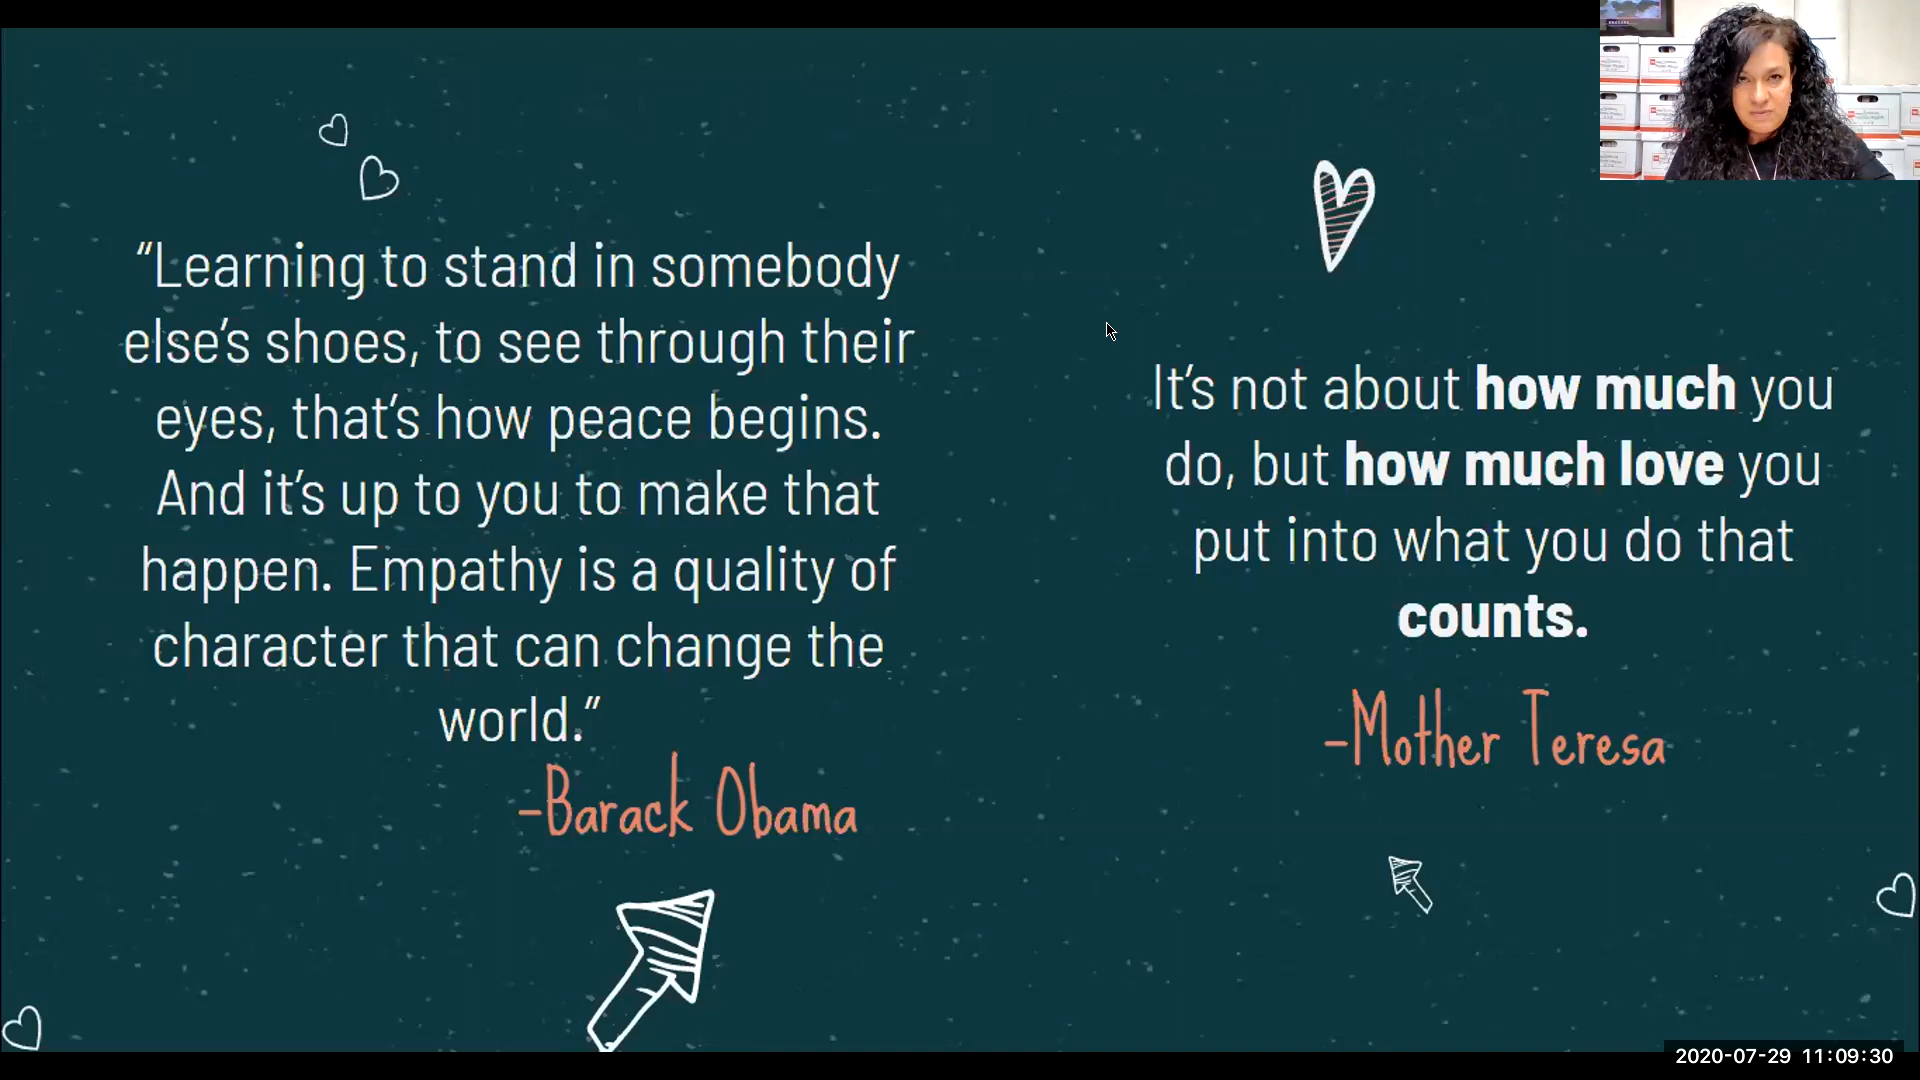 “Learning to stand in somebody
else’s shoes, to see through their
eyes, that’s how peace begins.
And it’s up to you to make that
happen. Empathy is a quality of
character that can change the
world.”
-Barack Obama
It’s not about how much you
do, but how much love you
put into what you do that
counts.
-Mother Teresa
2020-07-29 11:09:30